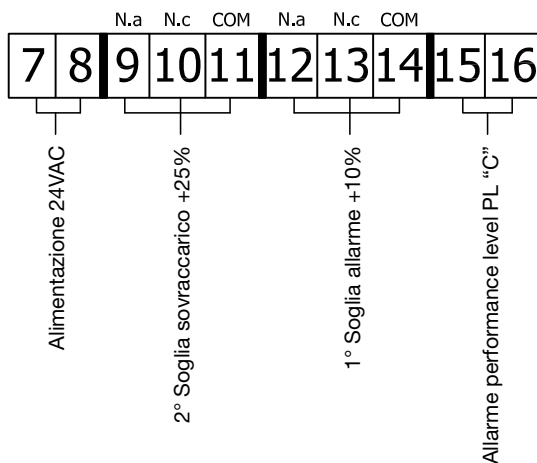 N.a N.c COM N.a N.c COM
7 8 9 10 11 12 13 14 15 16
Alimentazione 24VAC
2° Soglia sovraccarico +25%
1° Soglia allarme +10%
Allarme performance level PL “C”